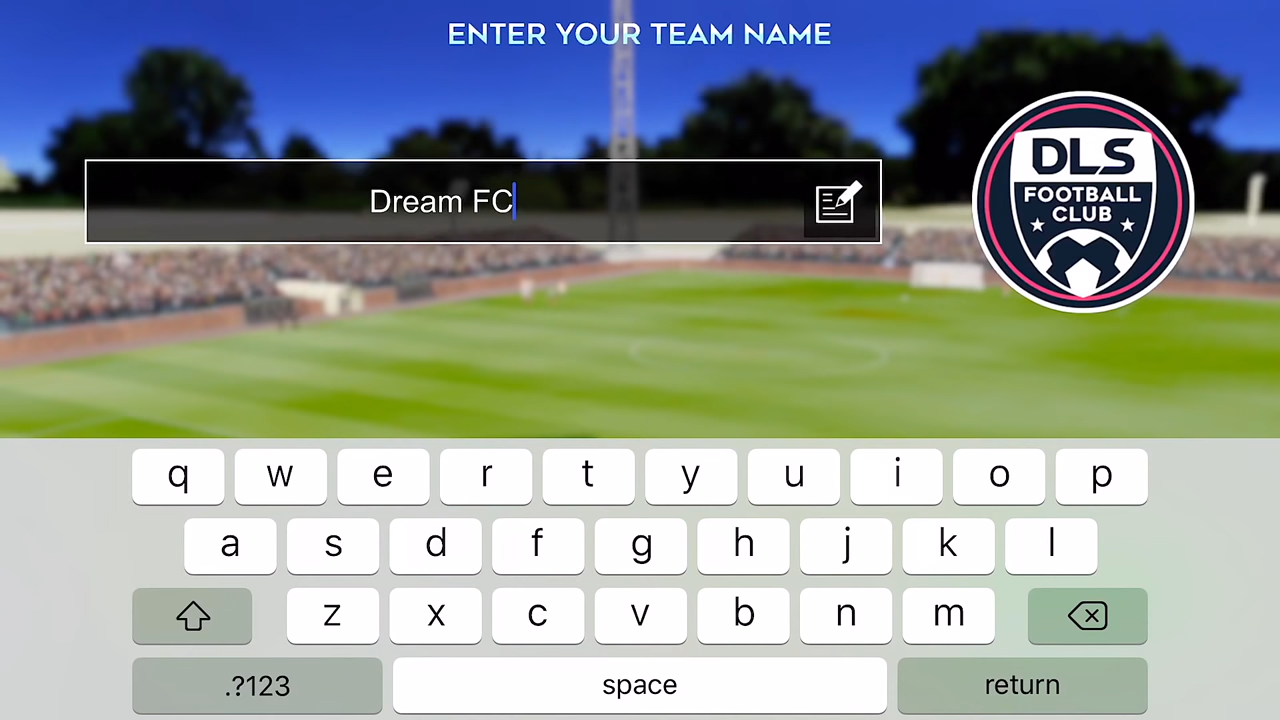 ENTER YOUR TEAM NAME
Dream FC
DLS
FOOTBALL
CLUB
q w e r t y u i o p
a s d f g h j k l
z x c v b n m
.?123 space return